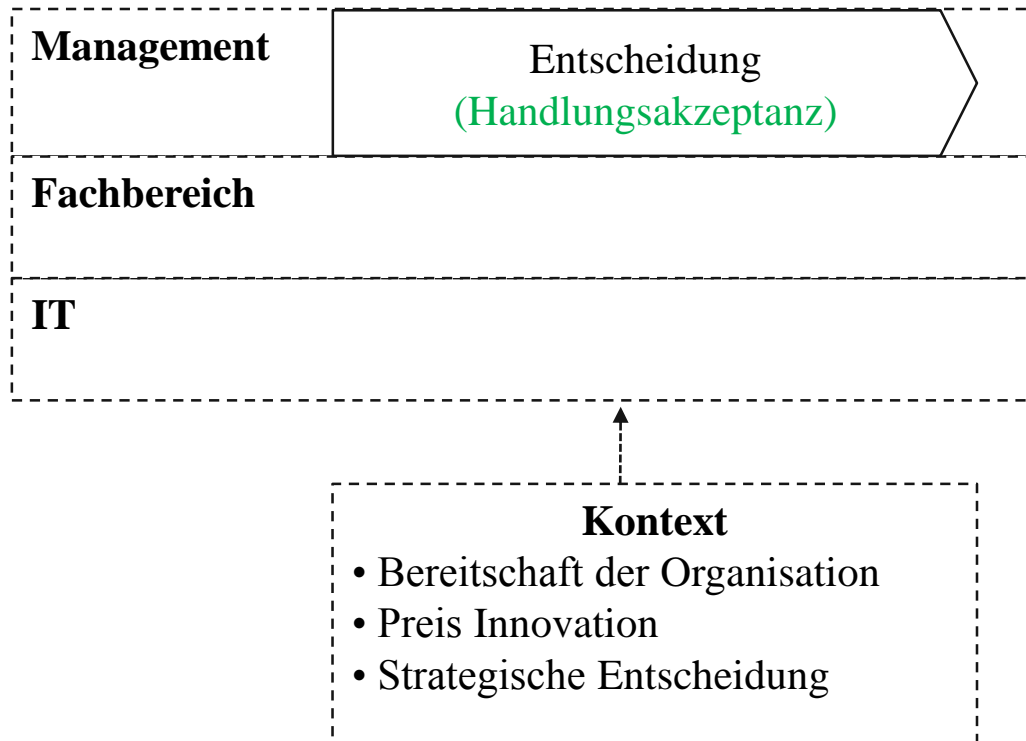 Management
Entscheidung
(Handlungsakzeptanz)
Fachbereich
IT
Kontext
• Bereitschaft der Organisation
• Preis Innovation
• Strategische Entscheidung